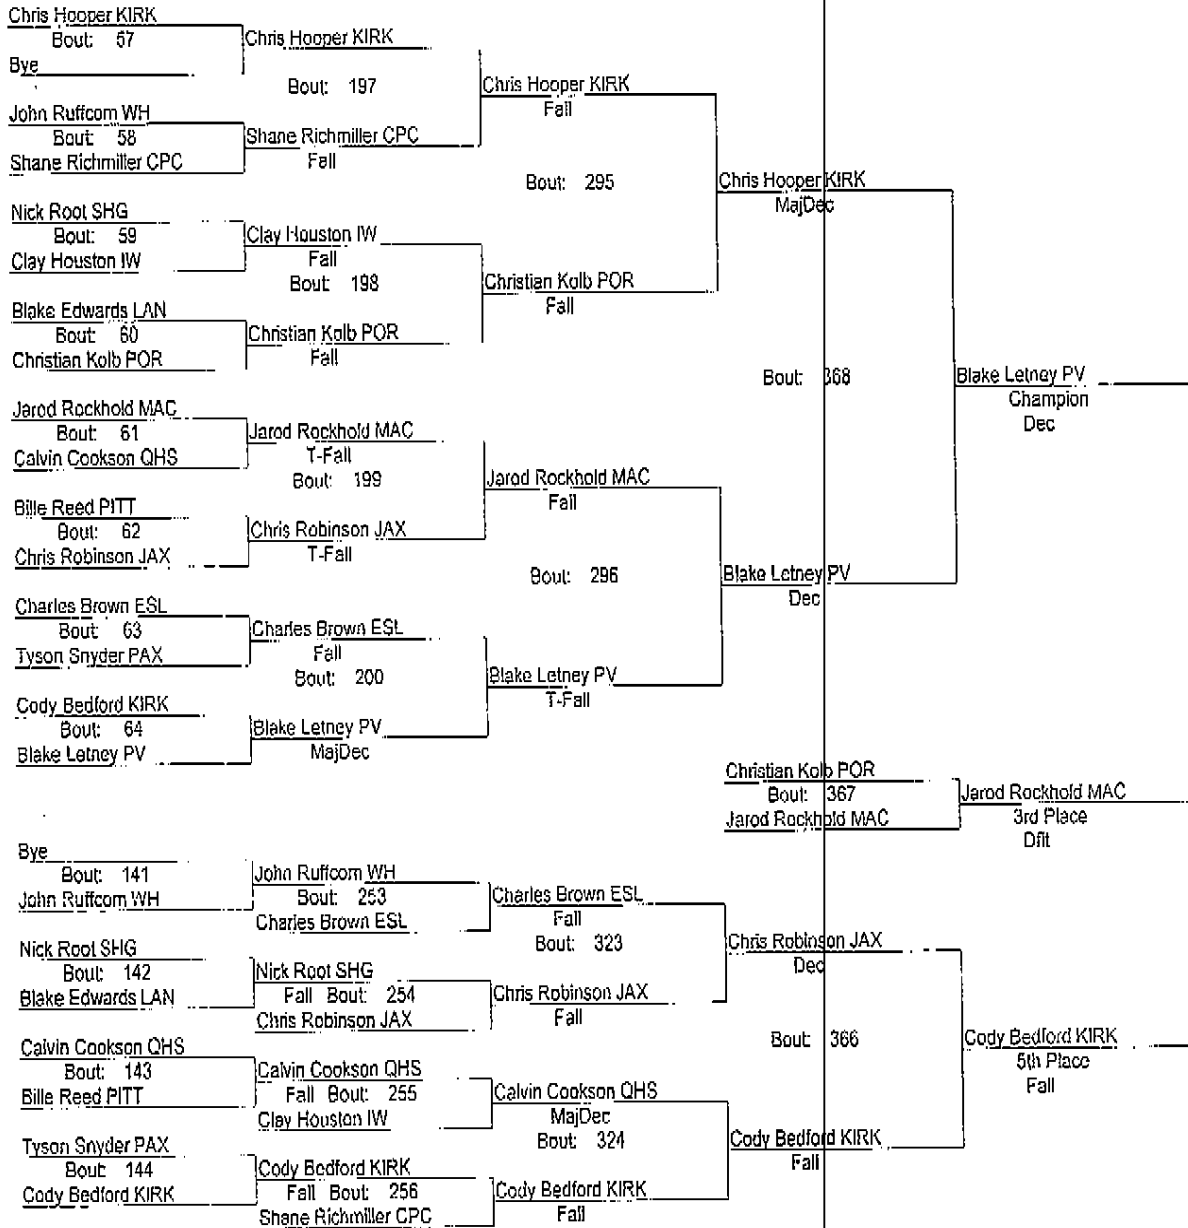 Chris Hooper KIRK
Bout: 57
Bye
Chris Hooper KIRK
Bout: 197
John Ruffcorn WH
Bout: 58
Shane Richmiller CPC
Shane Richmiller CPC
Fall
Chris Hooper KIRK
Fall
Bout: 295
Nick Root SHG
Bout: 59
Clay Houston IW
Clay Houston IW
Fall
Bout: 198
Blake Edwards LAN
Bout: 60
Christian Kolb POR
Christian Kolb POR
Fall
Christian Kolb POR
Fall
Chris Hooper KIRK
MajDec
Bout: 368
Blake Letney PV
Champion
Dec
Jarod Rockhold MAC
Bout: 61
Calvin Cookson QHS
Jarod Rockhold MAC
T-Fall
Bout: 199
Bille Reed PITT
Bout: 62
Chris Robinson JAX
Chris Robinson JAX
T-Fall
Jarod Rockhold MAC
Fall
Bout: 296
Blake Letney PV
Dec
Charles Brown ESL
Bout: 63
Tyson Snyder PAX
Charles Brown ESL
Fall
Bout: 200
Cody Bedford KIRK
Bout: 64
Blake Letney PV
Blake Letney PV
MajDec
Blake Letney PV
T-Fall
Christian Kolb POR
Bout: 367
Jarod Rockhold MAC
Jarod Rockhold MAC
3rd Place
Dflt
Bye
Bout: 141
John Ruffcorn WH
John Ruffcorn WH
Bout: 253
Charles Brown ESL
Charles Brown ESL
Fall
Bout: 323
Nick Root SHG
Bout: 142
Blake Edwards LAN
Nick Root SHG
Fall Bout: 254
Chris Robinson JAX
Chris Robinson JAX
Fall
Chris Robinson JAX
Dec
Bout: 366
Cody Bedford KIRK
5th Place
Fall
Calvin Cookson QHS
Bout: 143
Bille Reed PITT
Calvin Cookson QHS
Fall Bout: 255
Clay Houston IW
Calvin Cookson QHS
MajDec
Bout: 324
Cody Bedford KIRK
Fall
Tyson Snyder PAX
Bout: 144
Cody Bedford KIRK
Cody Bedford KIRK
Fall Bout: 256
Shane Richmiller CPC
Cody Bedford KIRK
Fall